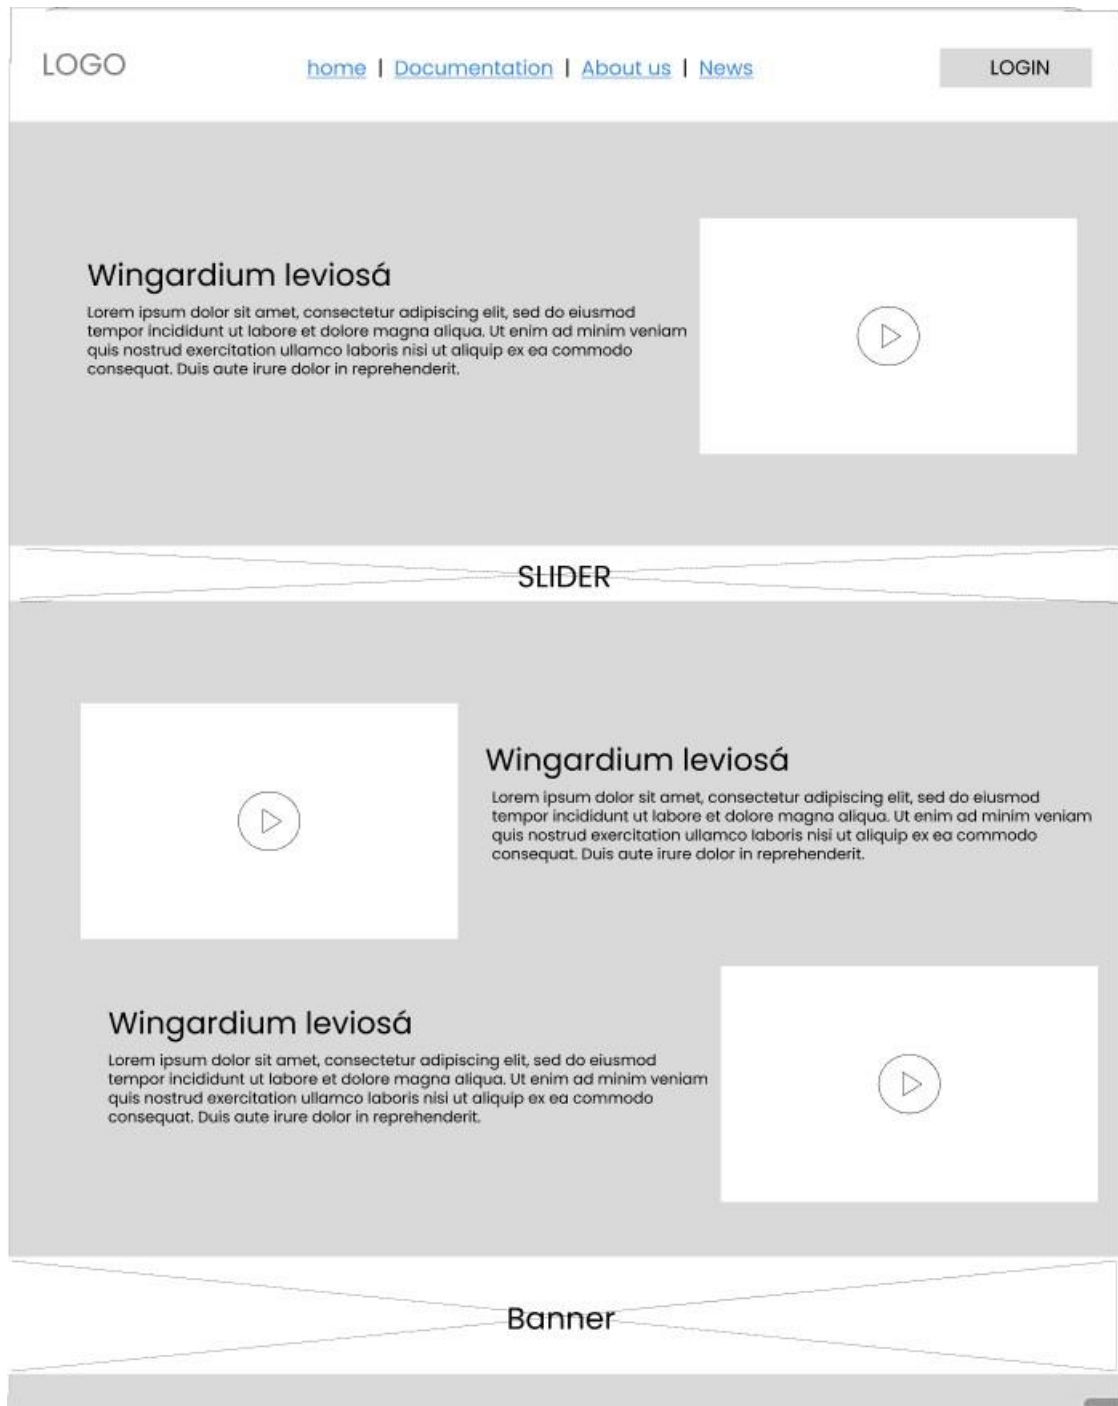 LOGO
home | Documentation | About us | News
LOGIN
Wingardium leviosá
Lorem ipsum dolor sit amet, consectetur adipiscing elit, sed do eiusmod
tempor incididunt ut labore et dolore magna aliqua. Ut enim ad minim veniam
quis nostrud exercitation ullamco laboris nisi ut aliquip ex ea commodo
consequat. Duis aute irure dolor in reprehenderit.
SLIDER
Wingardium leviosá
Lorem ipsum dolor sit amet, consectetur adipiscing elit, sed do eiusmod
tempor incididunt ut labore et dolore magna aliqua. Ut enim ad minim veniam
quis nostrud exercitation ullamco laboris nisi ut aliquip ex ea commodo
consequat. Duis aute irure dolor in reprehenderit.
Wingardium leviosá
Lorem ipsum dolor sit amet, consectetur adipiscing elit, sed do eiusmod
tempor incididunt ut labore et dolore magna aliqua. Ut enim ad minim veniam
quis nostrud exercitation ullamco laboris nisi ut aliquip ex ea commodo
consequat. Duis aute irure dolor in reprehenderit.
Banner